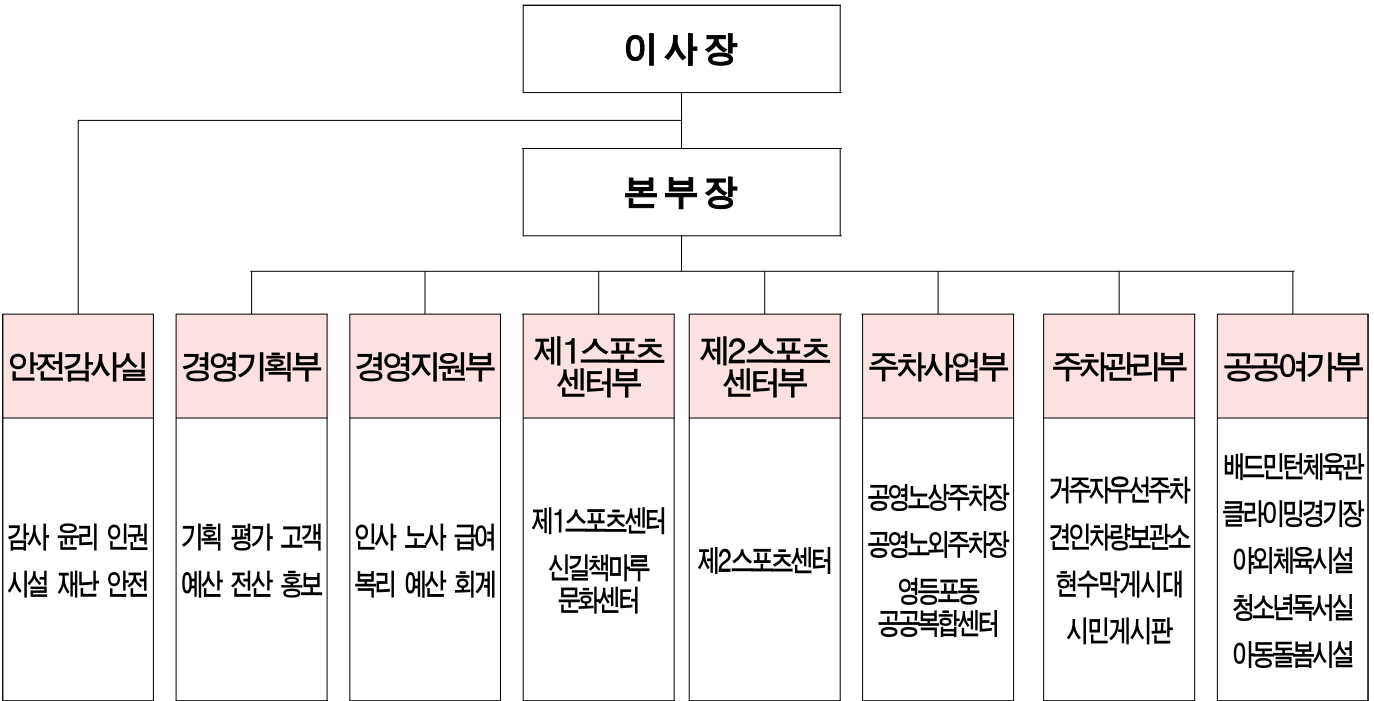 이사장
본부장
안전감사실
경영기획부
경영지원부
제1스포츠
센터부
제2스포츠
센터부
주차사업부
주차관리부
공공여가부
감사 윤리 인권
시설 재난 안전
기획 평가 고객
예산 전산 홍보
인사 노사 급여
복리 예산 회계
제1스포츠센터
신길책마루
문화센터
제2스포츠센터
공영노상주차장
공영노외주차장
영등포동
공공복합센터
거주자우선주차
견인차량보관소
현수막게시대
시민게시판
배드민턴체육관
클라이밍경기장
야외체육시설
청소년독서실
아동돌봄시설